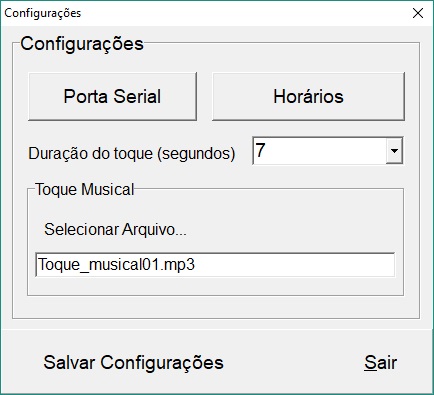 Configurações
Configurações
Porta Serial
Horários
Duração do toque (segundos)
7
Toque Musical
Selecionar Arquivo...
Toque_musical01.mp3
Salvar Configurações
Sair